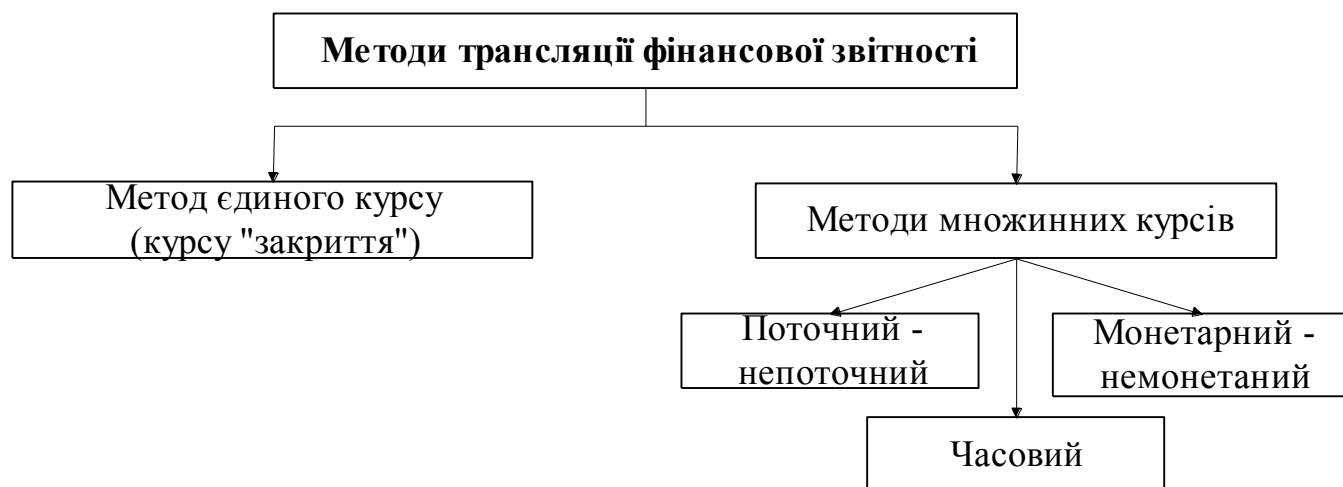 Методи трансляції фінансової звітності
Метод єдиного курсу
(курсу "закриття")
Методи множинних курсів
Поточний -
непоточний
Монетарний -
немонетаний
Часовий